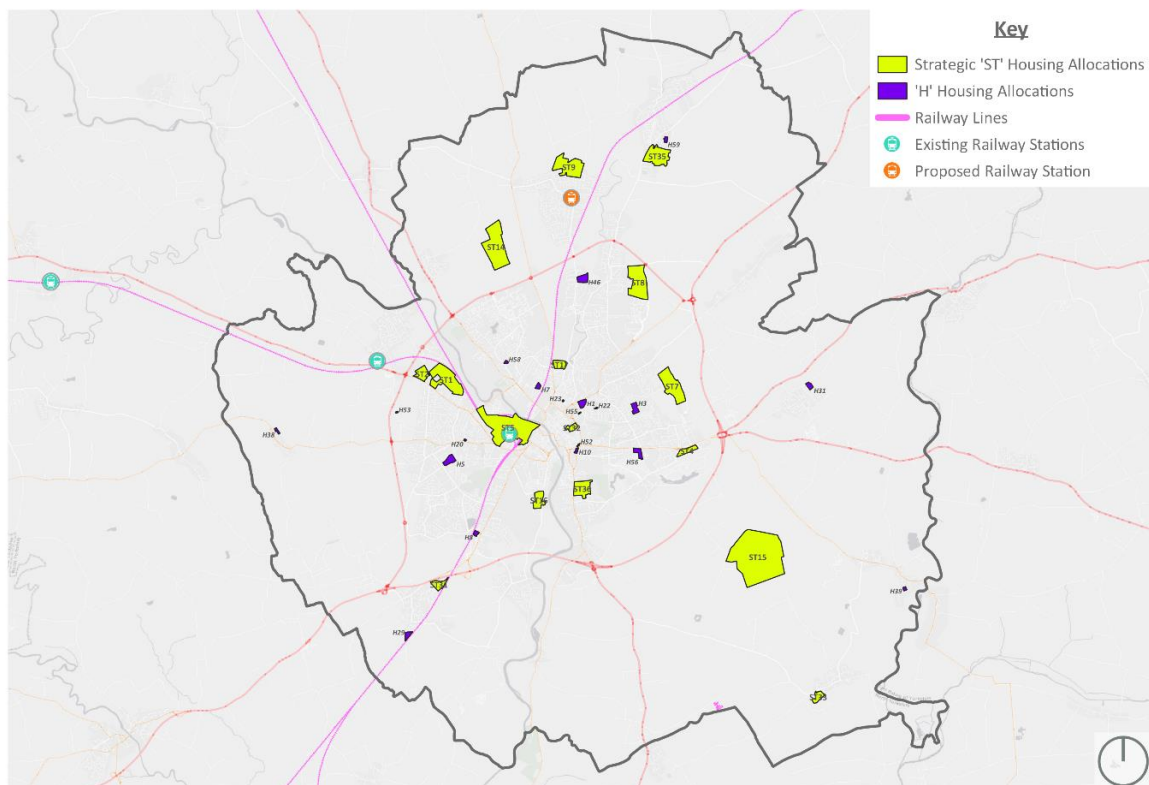 Key
Strategic 'ST' Housing Allocations
'H' Housing Allocations
Railway Lines
Existing Railway Stations
Proposed Railway Station
H59
ST35
ST9
ST14
H46
ST8
H58
ST1
H7
ST7
H31
H23
H1
H22
H3
H53
H55
ST5
H38
H20
H52
H10
H5
H56
ST36
ST15
H39
H29